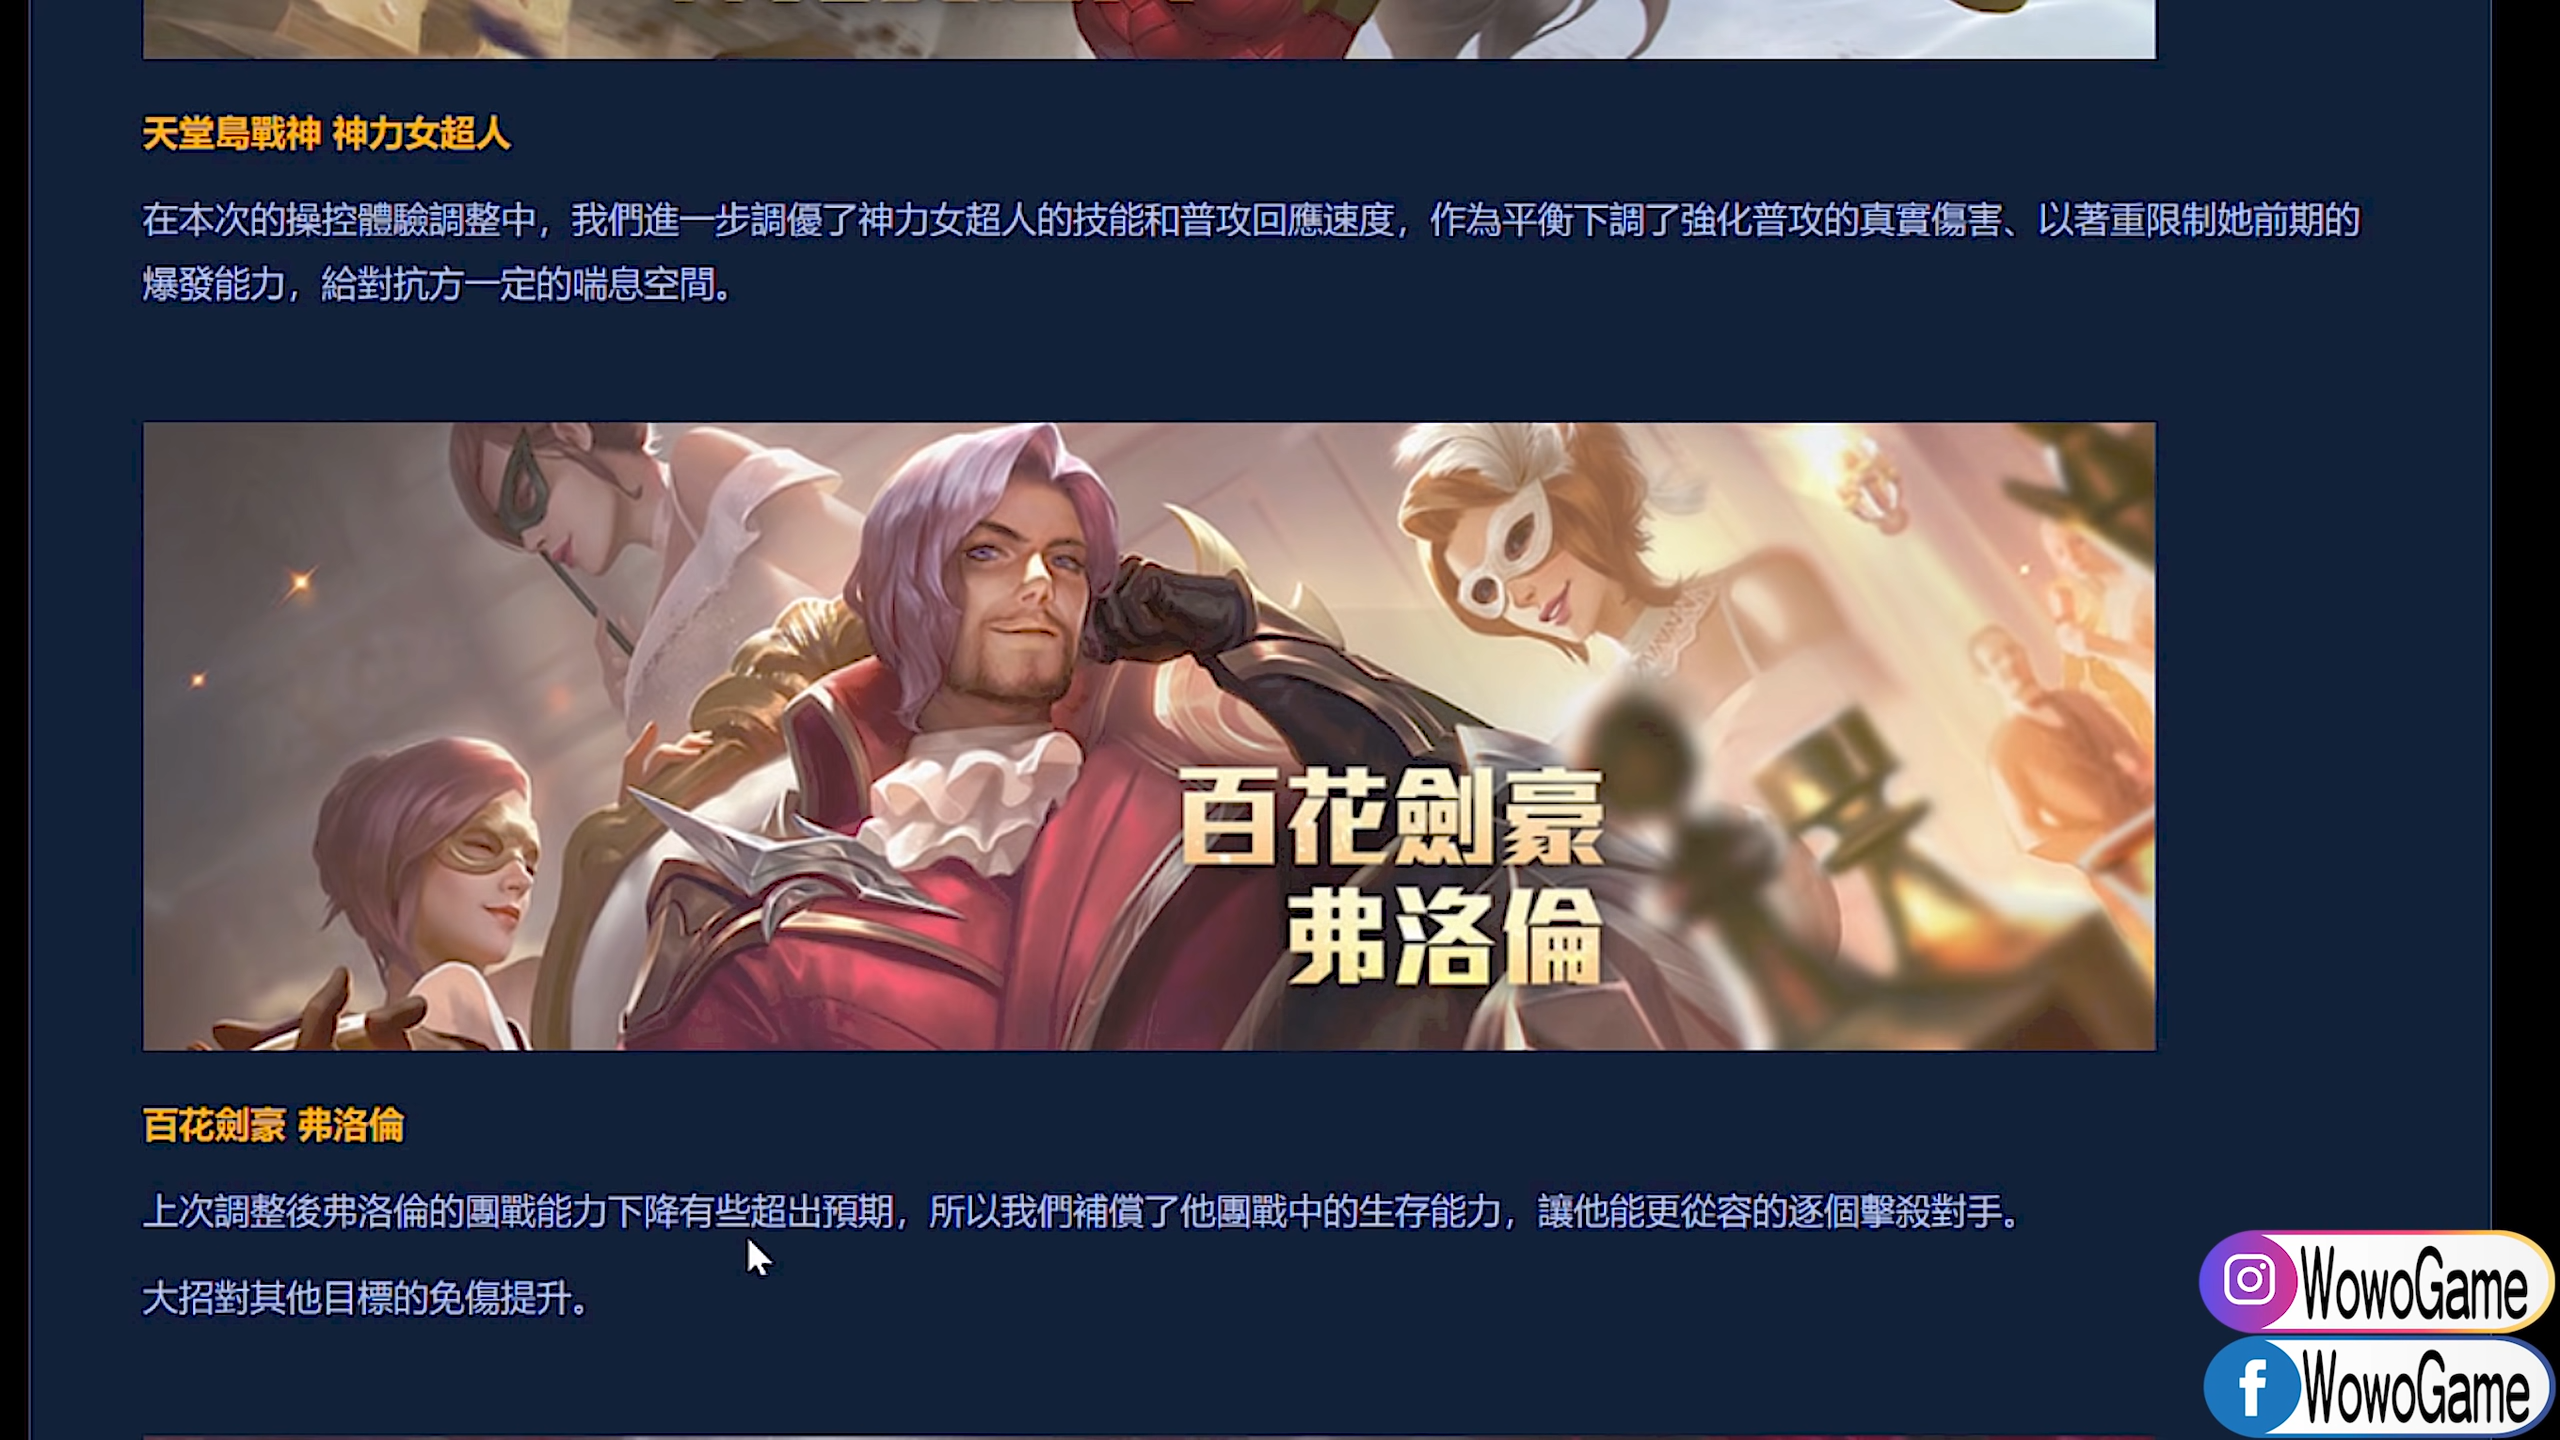 天堂島戰神 神力女超人
在本次的操控體驗調整中，我們進一步調優了神力女超人的技能和普攻回應速度，作為平衡下調了強化普攻的真實傷害、以著重限制她前期的
爆發能力，給對抗方一定的喘息空間。
百花劍豪
弗洛倫
百花劍豪 弗洛倫
上次調整後弗洛倫的團戰能力下降有些超出預期，所以我們補償了他團戰中的生存能力，讓他能更從容的逐個擊殺對手。
大招對其他目標的免傷提升。
WowoGame
WowoGame